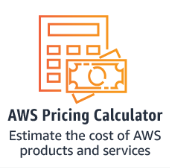 AWS Pricing Calculator
Estimate the cost of AWS
products and services